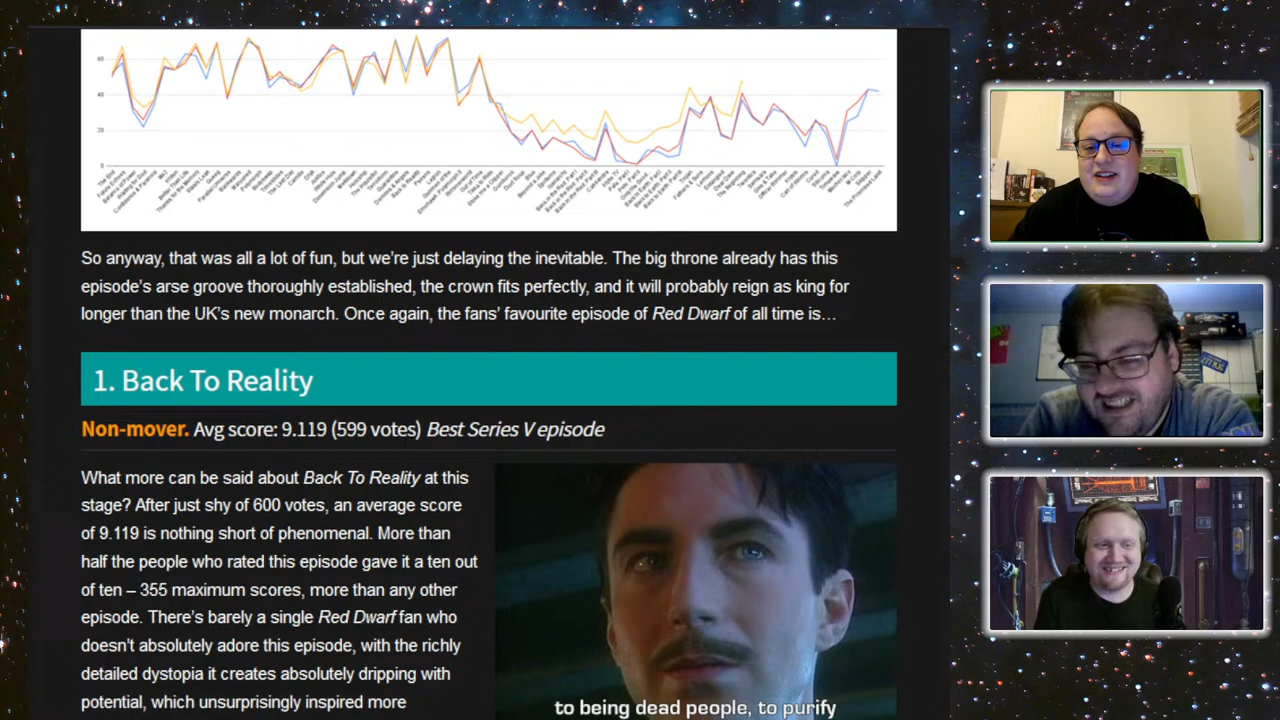 60
40
20
0
So anyway, that was all a lot of fun, but we're just delaying the inevitable. The big throne already has this
episode's arse groove thoroughly established, the crown fits perfectly, and it will probably reign as king for
longer than the UK's new monarch. Once again, the fans' favourite episode of Red Dwarf of all time is…
1. Back To Reality
Non-mover. Avg score: 9.119 (599 votes) Best Series V episode
What more can be said about Back To Reality at this
stage? After just shy of 600 votes, an average score
of 9.119 is nothing short of phenomenal. More than
half the people who rated this episode gave it a ten out
of ten – 355 maximum scores, more than any other
episode. There's barely a single Red Dwarf fan who
doesn't absolutely adore this episode, with the richly
detailed dystopia it creates absolutely dripping with
potential, which unsurprisingly inspired more
to being dead people, to purify